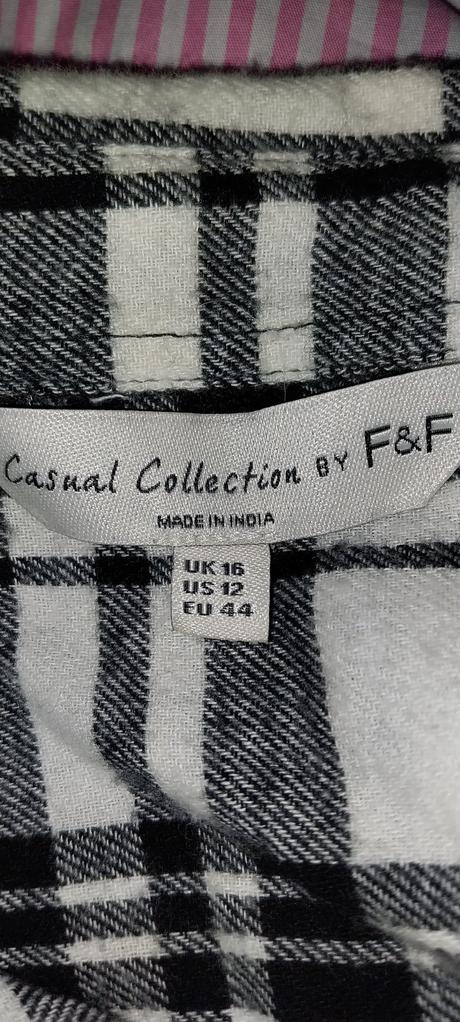 Casual Collection BY F&F
MADE IN INDIA
UK 16
US 12
EU 44